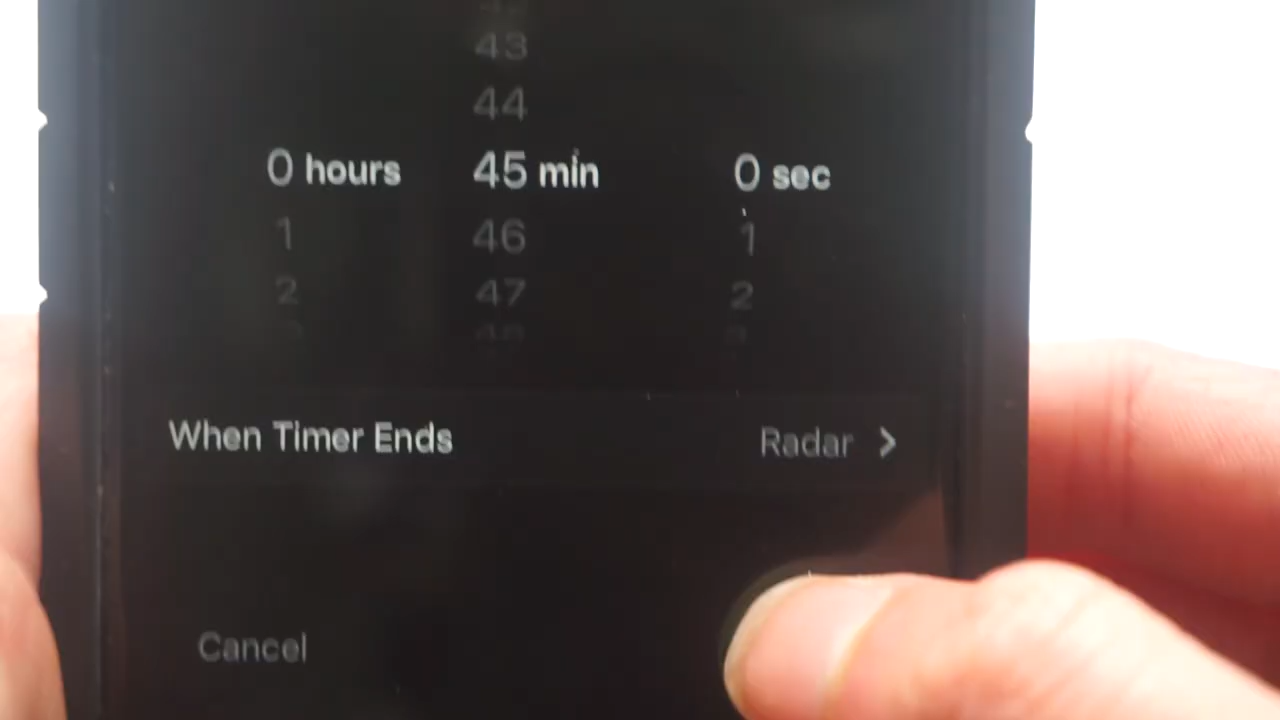 43
44
0 hours 45 min 0 sec
1 46 1
2 47 2
48
When Timer Ends Radar >
Cancel